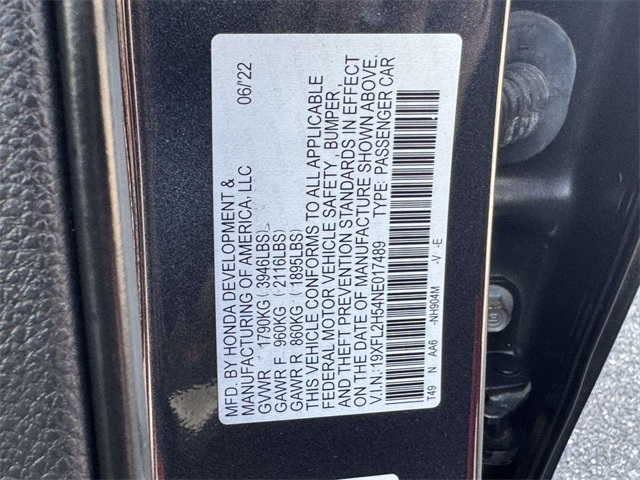 MFD. BY HONDA DEVELOPMENT &
MANUFACTURING OF AMERICA, LLC 06/'22
GVWR 1790KG (3946LBS)
GAWR F 960KG (2116LBS)
GAWR R 860KG (1895LBS)
THIS VEHICLE CONFORMS TO ALL APPLICABLE
FEDERAL MOTOR VEHICLE SAFETY, BUMPER,
AND THEFT PREVENTION STANDARDS IN EFFECT
ON THE DATE OF MANUFACTURE SHOWN ABOVE.
V.I.N: 19XFL2H54NE017489 TYPE: PASSENGER CAR
T49 N AA6 -NH904M -V -E